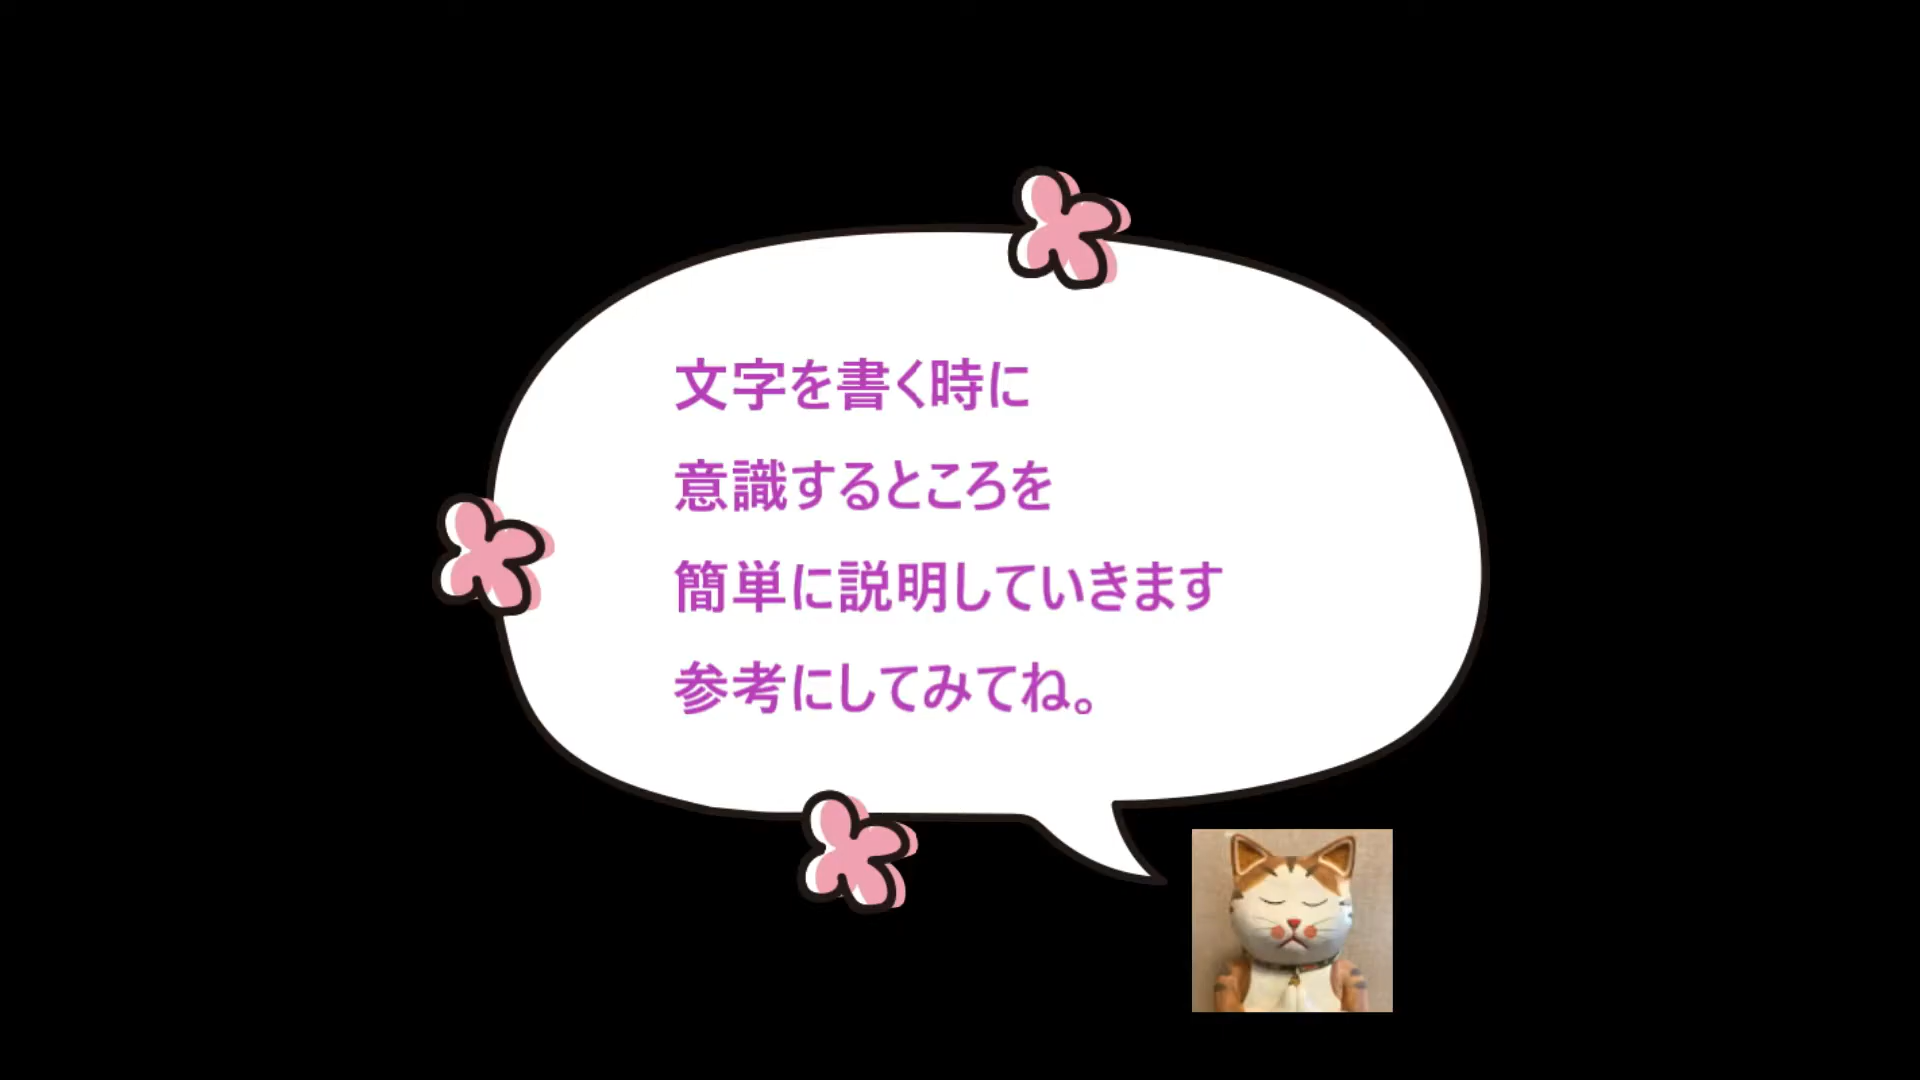 文字を書く時に
意識するところを
簡単に説明していきます
参考にしてみてね。